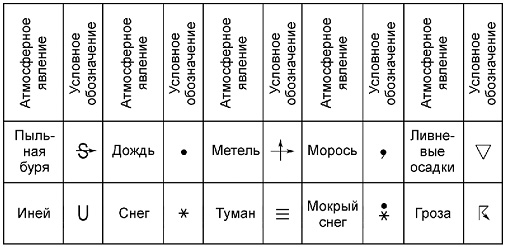 Атмосферное явление
Условное обозначение
Атмосферное явление
Условное обозначение
Атмосферное явление
Условное обозначение
Атмосферное явление
Условное обозначение
Атмосферное явление
Условное обозначение
Пыль-
ная
буря
Дождь
Метель
Морось
Ливне-
вые
осадки
Иней
Снег
Туман
Мокрый
снег
Гроза